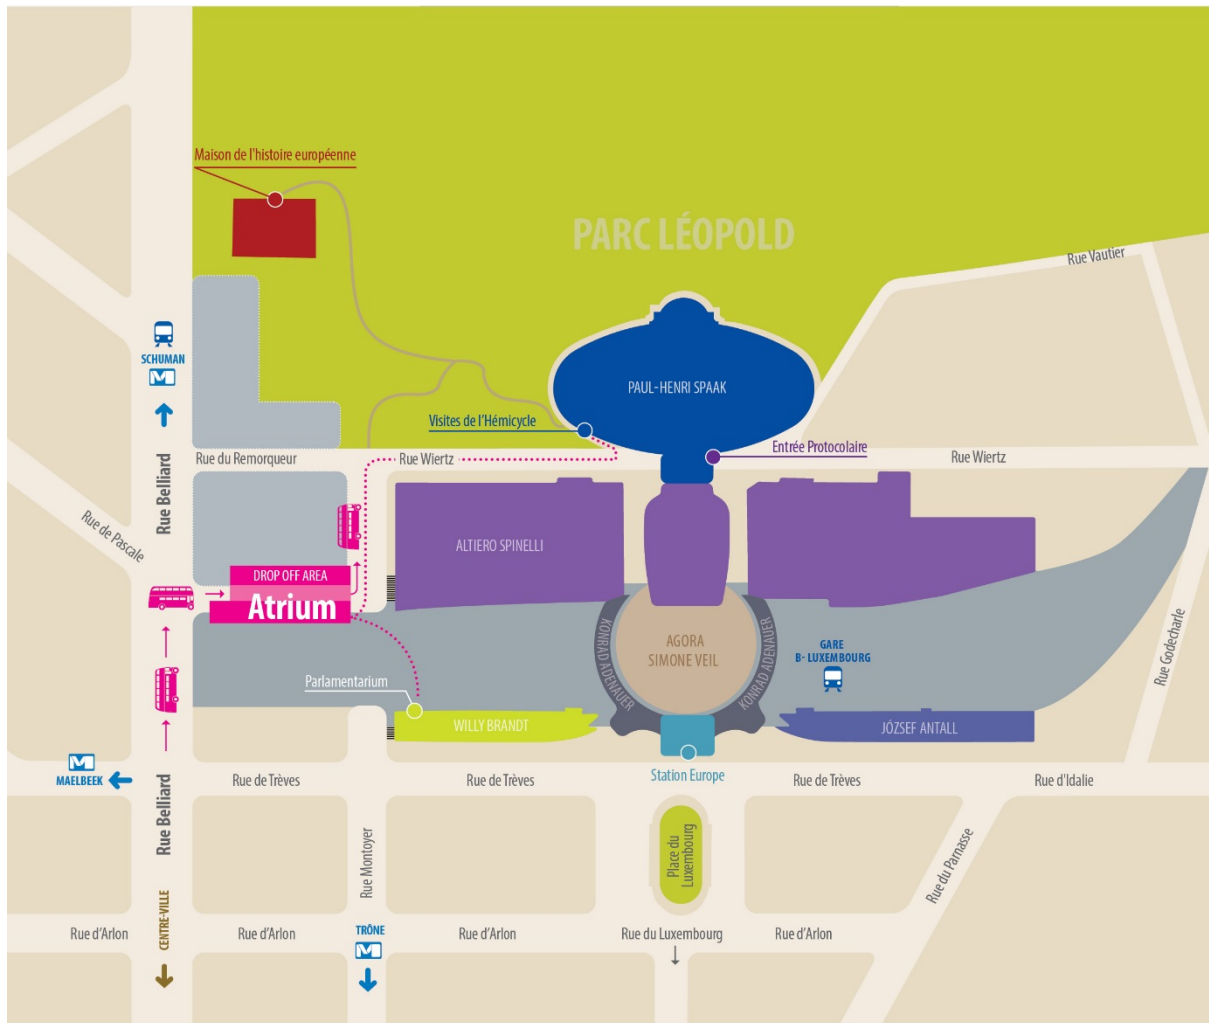 Maison de l'histoire européenne
PARC LÉOPOLD
Rue Vautier
SCHUMAN
M
PAUL-HENRI SPAAK
Visites de l'Hémicycle
Entrée Protocolaire
Rue du Remorqueur
Rue Wiertz
Rue Wiertz
Rue Belliard
Rue de Pascale
ALTIERO SPINELLI
DROP OFF AREA
Atrium
KONRAD ADENAUER
AGORA
SIMONE VEIL
KONRAD ADENAUER
GARE
B- LUXEMBOURG
Rue Godecharle
Parlamentarium
WILLY BRANDT
JÓZSEF ANTALL
M
MAELBEEK
Rue de Trèves
Rue de Trèves
Station Europe
Rue de Trèves
Rue d'Idalie
Rue Belliard
Rue Montoyer
Place du
Luxembourg
Rue du Parnasse
CENTRE-VILLE
Rue d'Arlon
Rue d'Arlon
TRÔNE
M
Rue d'Arlon
Rue du Luxembourg
Rue d'Arlon